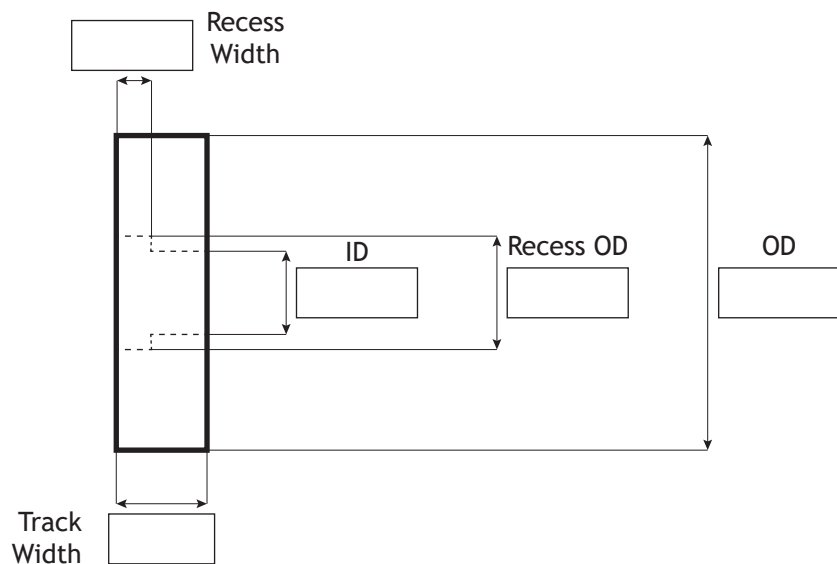 Recess
Width
ID
Recess OD
OD
Track
Width